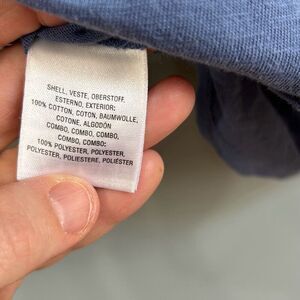 SHELL, VESTE, OBERSTOFF,
ESTERNO, EXTERIOR:
100% COTTON, COTON, BAUMWOLLE,
COTONE, ALGODÓN
COMBO, COMBO, COMBO,
COMBO, COMBO:
100% POLYESTER, POLYESTER,
POLYESTER, POLIESTERE, POLIÉSTER